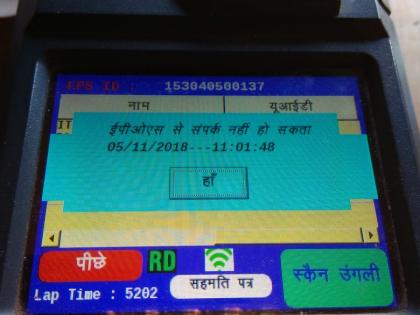 EPS ID : 153040500137
नाम यूआईडी
ईपीओएस से संपर्क नहीं हो सकता
05/11/2018---11:01:48
हाँ
पीछे RD स्कैन उंगली
सहमति पत्र
Lap Time : 5202